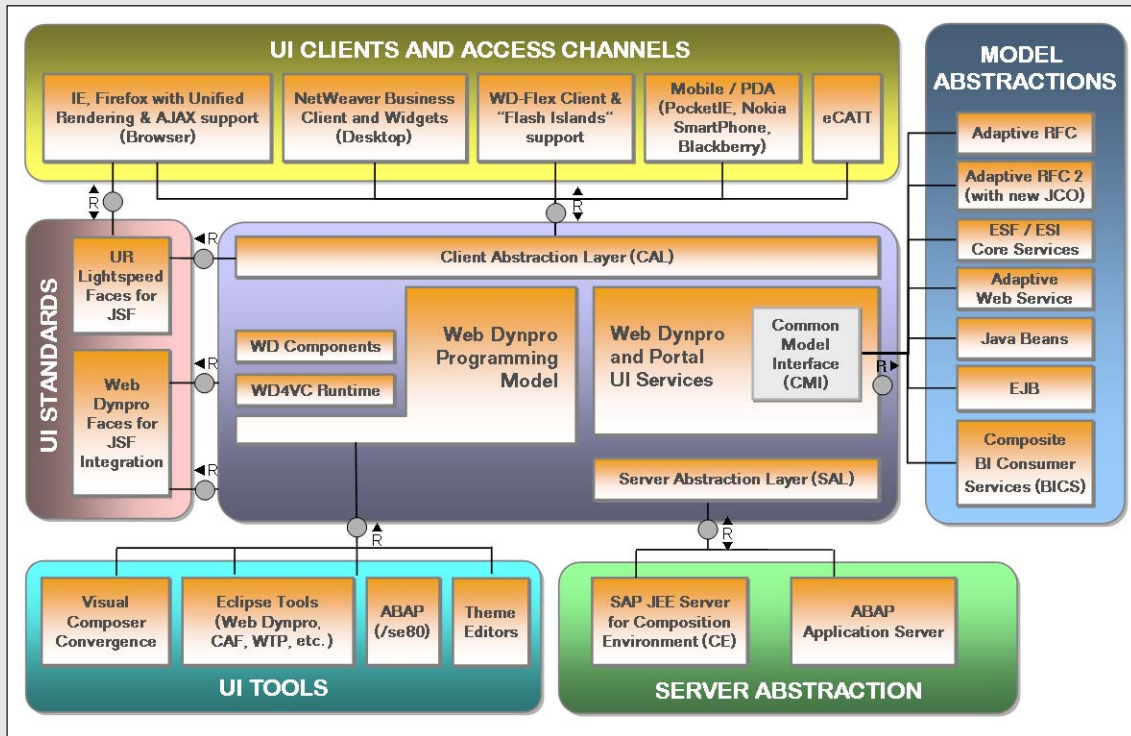 UI CLIENTS AND ACCESS CHANNELS
IE, Firefox with Unified
Rendering & AJAX support
(Browser)
NetWeaver Business
Client and Widgets
(Desktop)
WD-Flex Client &
"Flash Islands"
support
Mobile / PDA
(PocketIE, Nokia
SmartPhone,
Blackberry)
eCATT
MODEL
ABSTRACTIONS
Adaptive RFC
Adaptive RFC 2
(with new JCO)
ESF / ESI
Core Services
Adaptive
Web Service
Java Beans
EJB
Composite
BI Consumer
Services (BICS)
R
R
UI STANDARDS
UR
Lightspeed
Faces for
JSF
Web
Dynpro
Faces for
JSF
Integration
R
R
R
Client Abstraction Layer (CAL)
WD Components
WD4VC Runtime
Web Dynpro
Programming
Model
Web Dynpro
and Portal
UI Services
Common
Model
Interface
(CMI)
R
Server Abstraction Layer (SAL)
R
R
Visual
Composer
Convergence
Eclipse Tools
(Web Dynpro,
CAF, WTP, etc.)
ABAP
(/se80)
Theme
Editors
UI TOOLS
SAP JEE Server
for Composition
Environment (CE)
ABAP
Application Server
SERVER ABSTRACTION